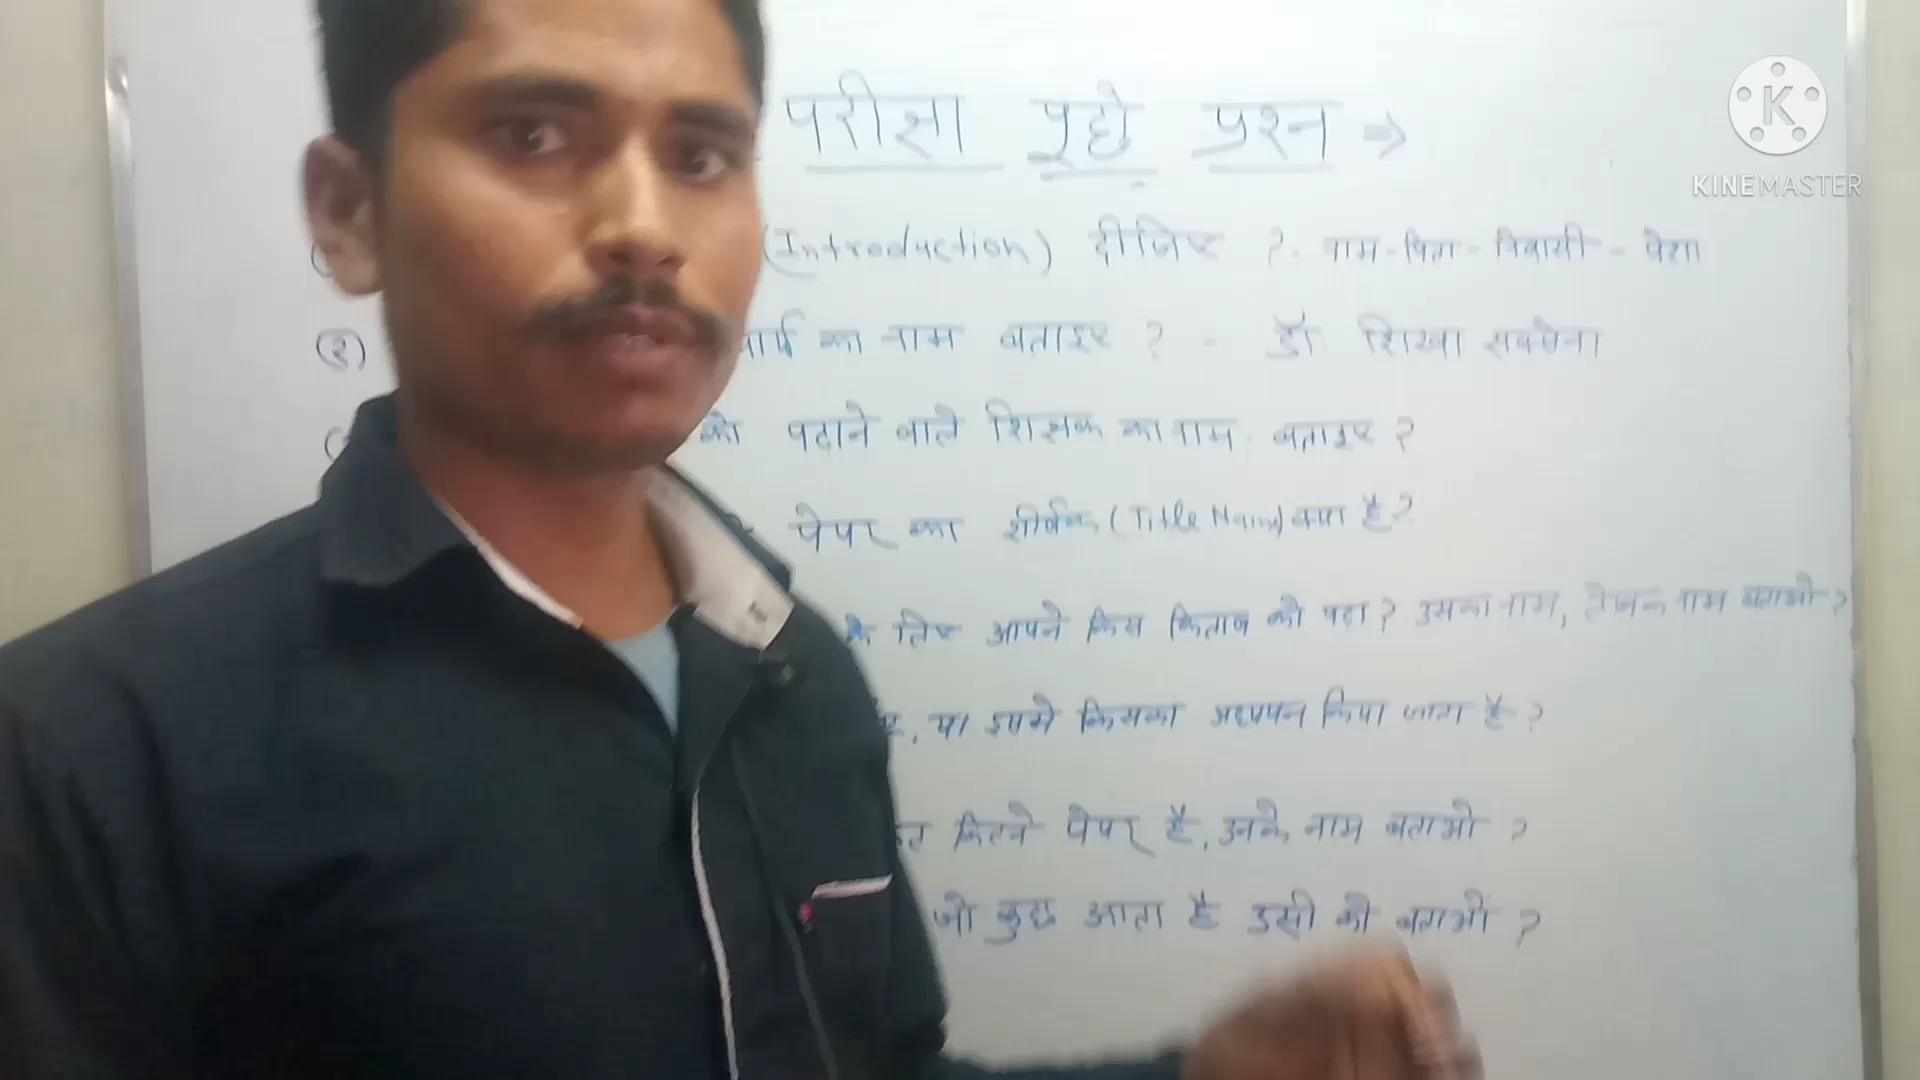 परीक्षा पूछे प्रश्न ⇒
KINEMASTER
(Introduction) दीजिए ?. नाम - पिता - निवासी - पेशा
(2) का नाम बताइए ? - डॉ. शिखा सक्सेना
को पढाने वाले शिक्षक का नाम बताइए ?
पेपर का शीर्षक (Title Name) क्या है ?
के लिए आपने किस किताब को पढा ? उसका नाम, लेखक नाम बताओ ?
, या इसमे किसका अध्ययन किया जाता है ?
कितने पेपर है, उनके नाम बताओ ?
जो कुछ आता है उसी को बताओ ?